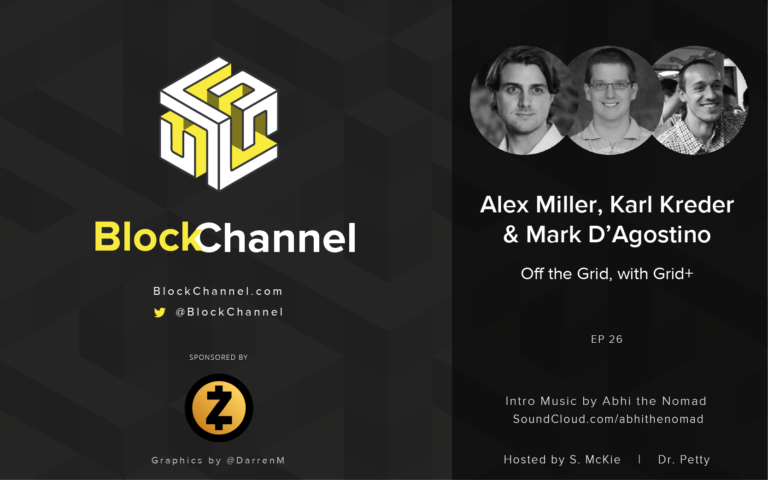 BlockChannel
BlockChannel.com
@BlockChannel
SPONSORED BY
Graphics by @DarrenM
Alex Miller, Karl Kreder
& Mark D’Agostino
Off the Grid, with Grid+
EP 26
Intro Music by Abhi the Nomad
SoundCloud.com/abhithenomad
Hosted by S. McKie | Dr. Petty